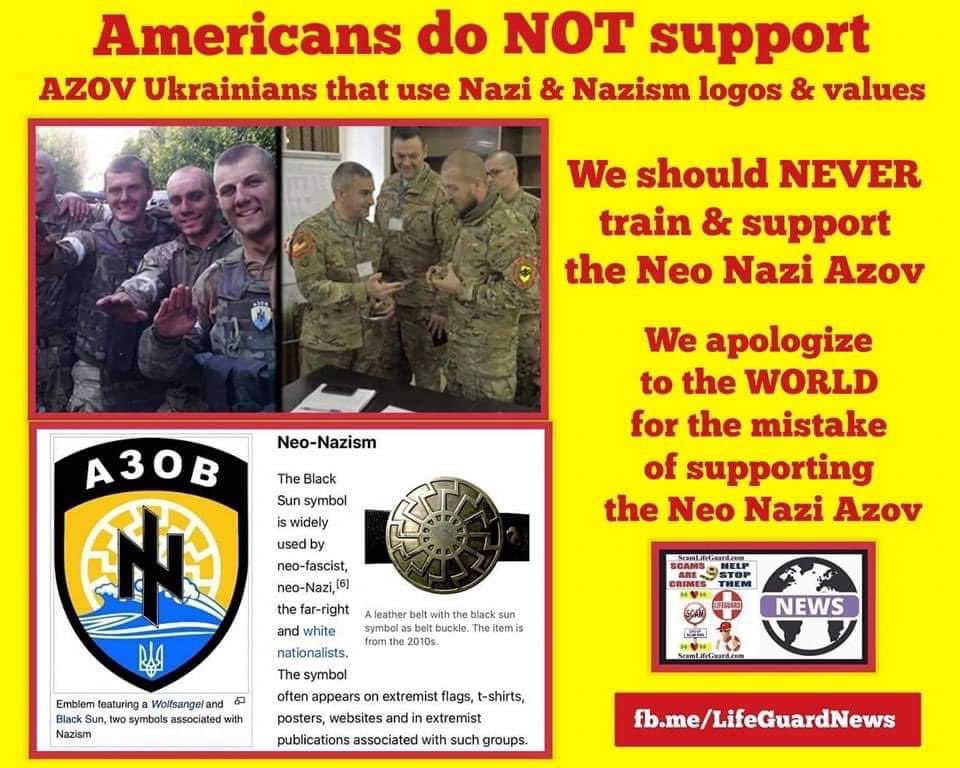 Americans do NOT support
AZOV Ukrainians that use Nazi & Nazism logos & values
We should NEVER
train & support
the Neo Nazi Azov
We apologize
to the WORLD
for the mistake
of supporting
the Neo Nazi Azov
АЗОВ
Emblem featuring a Wolfsangel and
Black Sun, two symbols associated with
Nazism
Neo-Nazism
The Black
Sun symbol
is widely
used by
neo-fascist,
neo-Nazi,[6]
the far-right
and white
nationalists.
The symbol
often appears on extremist flags, t-shirts,
posters, websites and in extremist
publications associated with such groups.
A leather belt with the black sun
symbol as belt buckle. The item is
from the 2010s.
ScamLifeGuard.com
SCAMS HELP
ARE 9 STOP
CRIMES THEM
SCAM
LIFEGUARD
ScamLifeGuard.com
NEWS
fb.me/LifeGuardNews